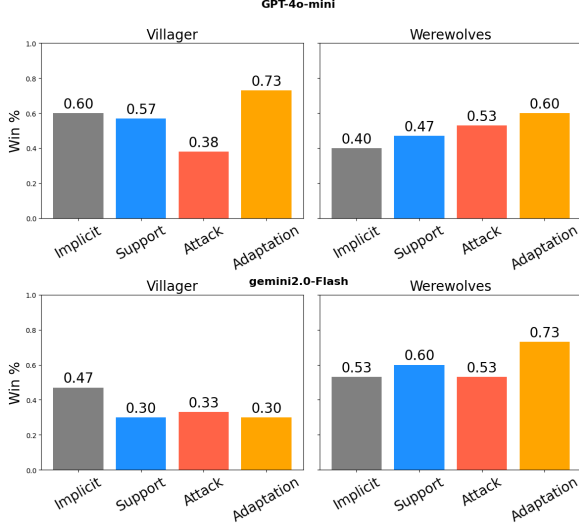 GPT-4o-mini
Villager
Werewolves
Win %
1.0
0.8
0.6
0.4
0.2
0.0
0.60
0.57
0.38
0.73
0.40
0.47
0.53
0.60
Implicit
Support
Attack
Adaptation
Implicit
Support
Attack
Adaptation
gemini2.0-Flash
Villager
Werewolves
Win %
1.0
0.8
0.6
0.4
0.2
0.0
0.47
0.30
0.33
0.30
0.53
0.60
0.53
0.73
Implicit
Support
Attack
Adaptation
Implicit
Support
Attack
Adaptation